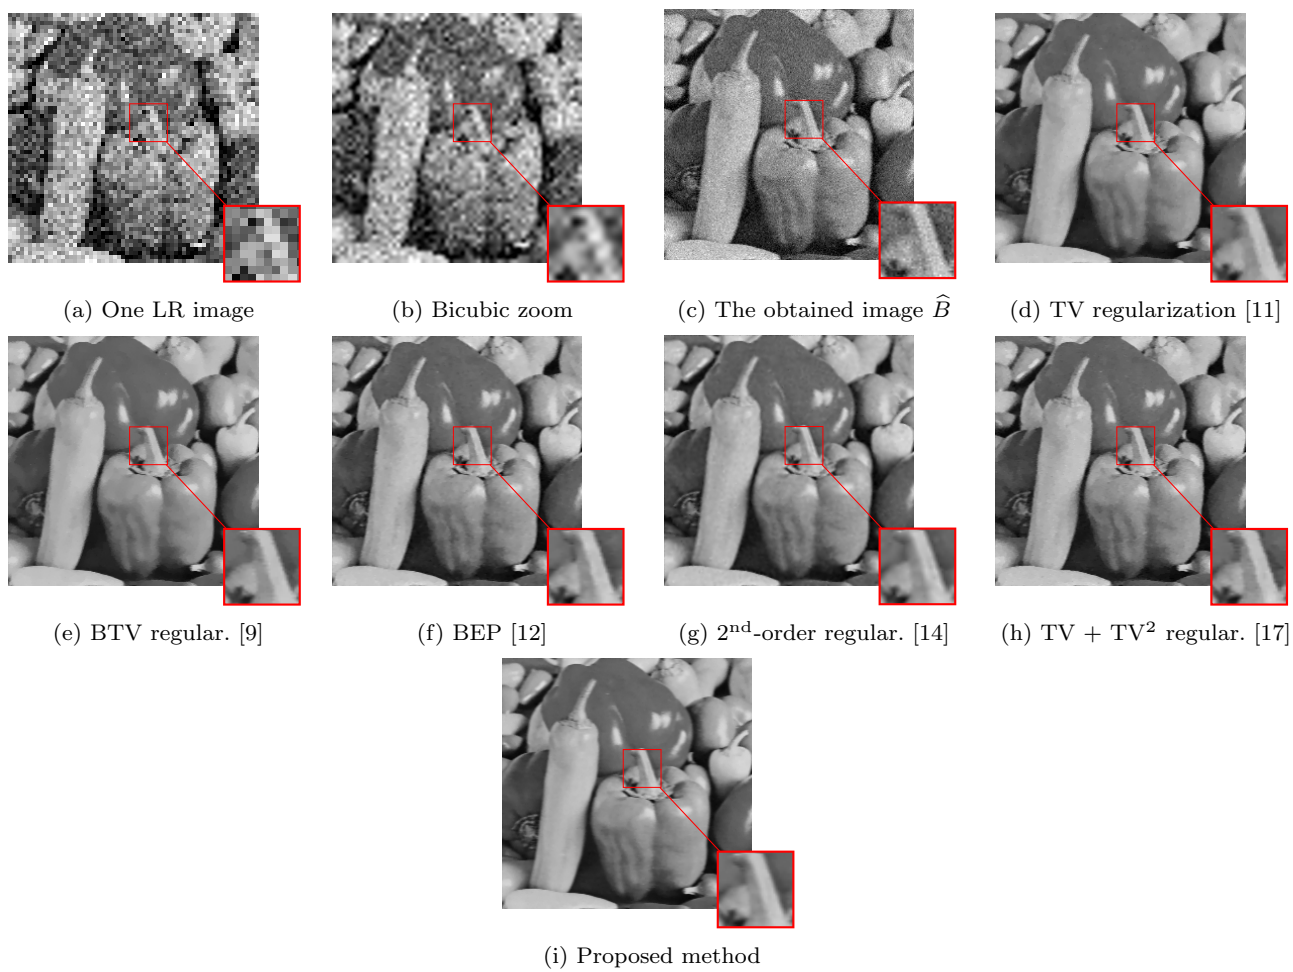 (a) One LR image
(b) Bicubic zoom
(c) The obtained image B̂
(d) TV regularization [11]
(e) BTV regular. [9]
(f) BEP [12]
(g) 2ⁿᵈ-order regular. [14]
(h) TV + TV² regular. [17]
(i) Proposed method